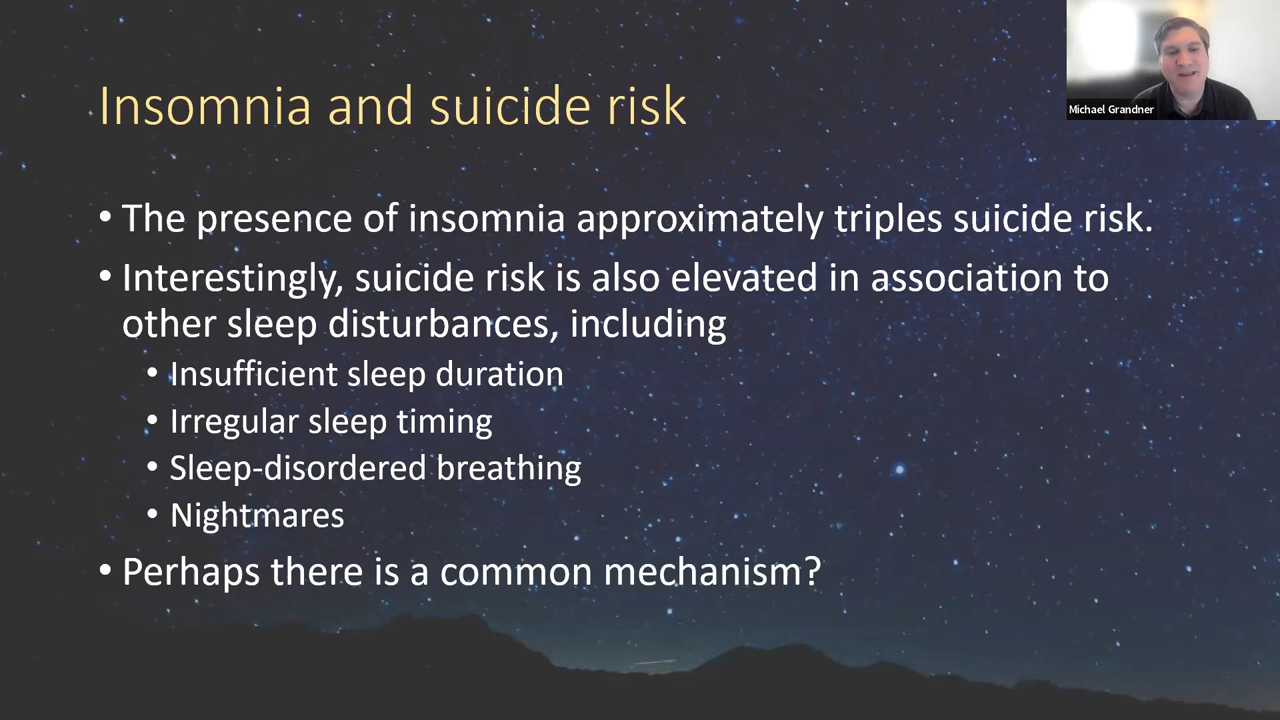 Insomnia and suicide risk
Michael Grandner
• The presence of insomnia approximately triples suicide risk.
• Interestingly, suicide risk is also elevated in association to
other sleep disturbances, including
• Insufficient sleep duration
• Irregular sleep timing
• Sleep-disordered breathing
• Nightmares
• Perhaps there is a common mechanism?